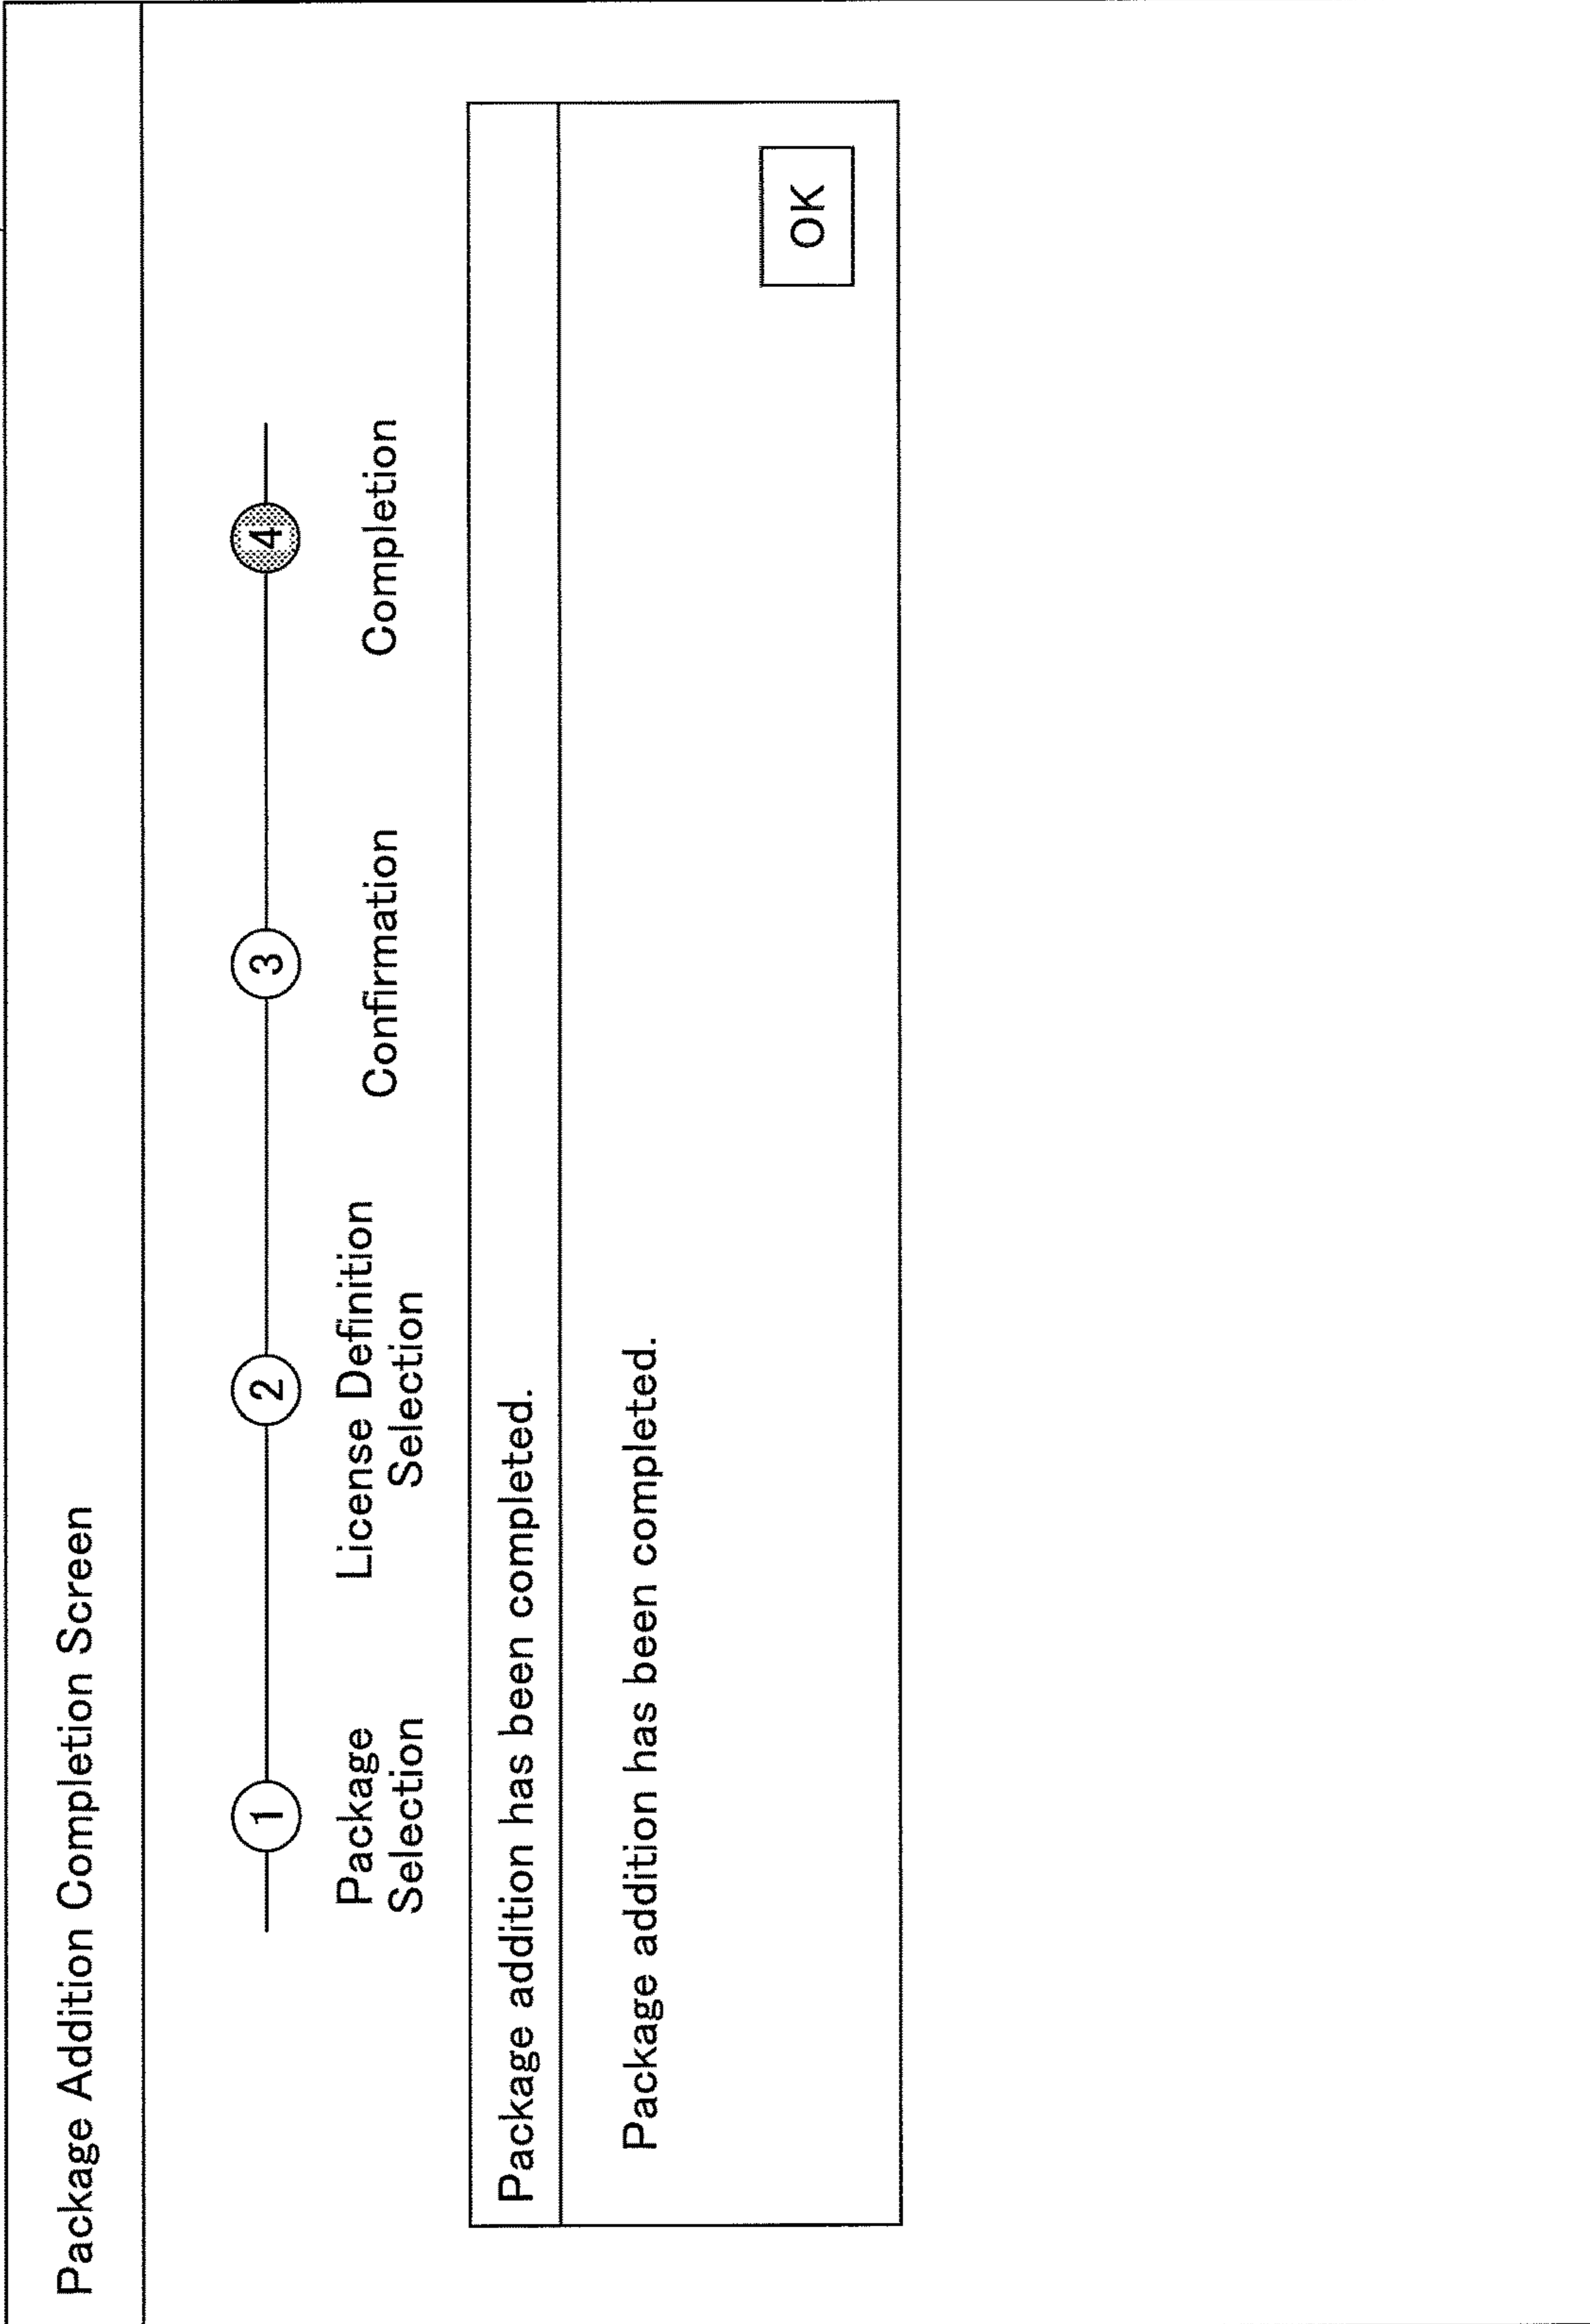 Package Addition Completion Screen
1
2
3
4
Package
Selection
License Definition
Selection
Confirmation
Completion
Package addition has been completed.
Package addition has been completed.
OK